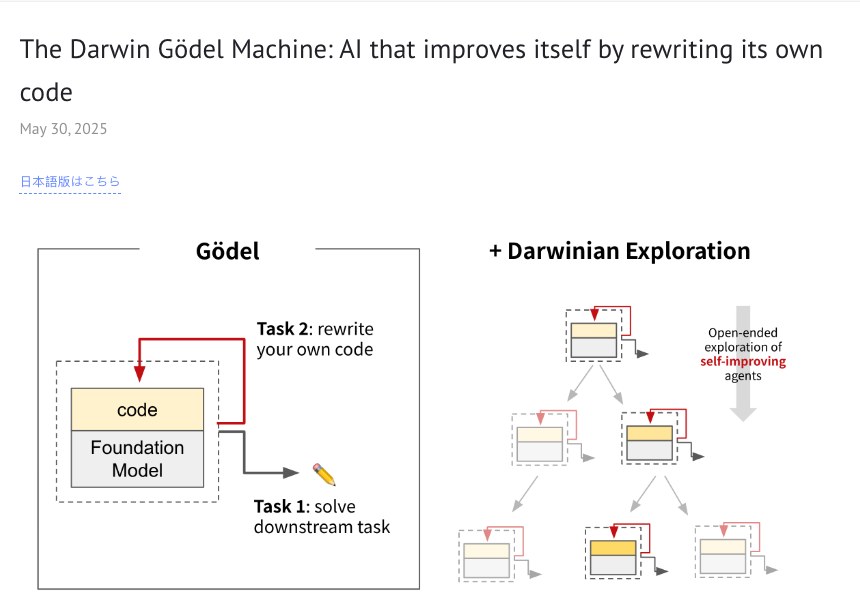 The Darwin Gödel Machine: AI that improves itself by rewriting its own
code
May 30, 2025
日本語版はこちら
Gödel
Task 2: rewrite
your own code
code
Foundation
Model
Task 1: solve
downstream task
+ Darwinian Exploration
Open-ended
exploration of
self-improving
agents